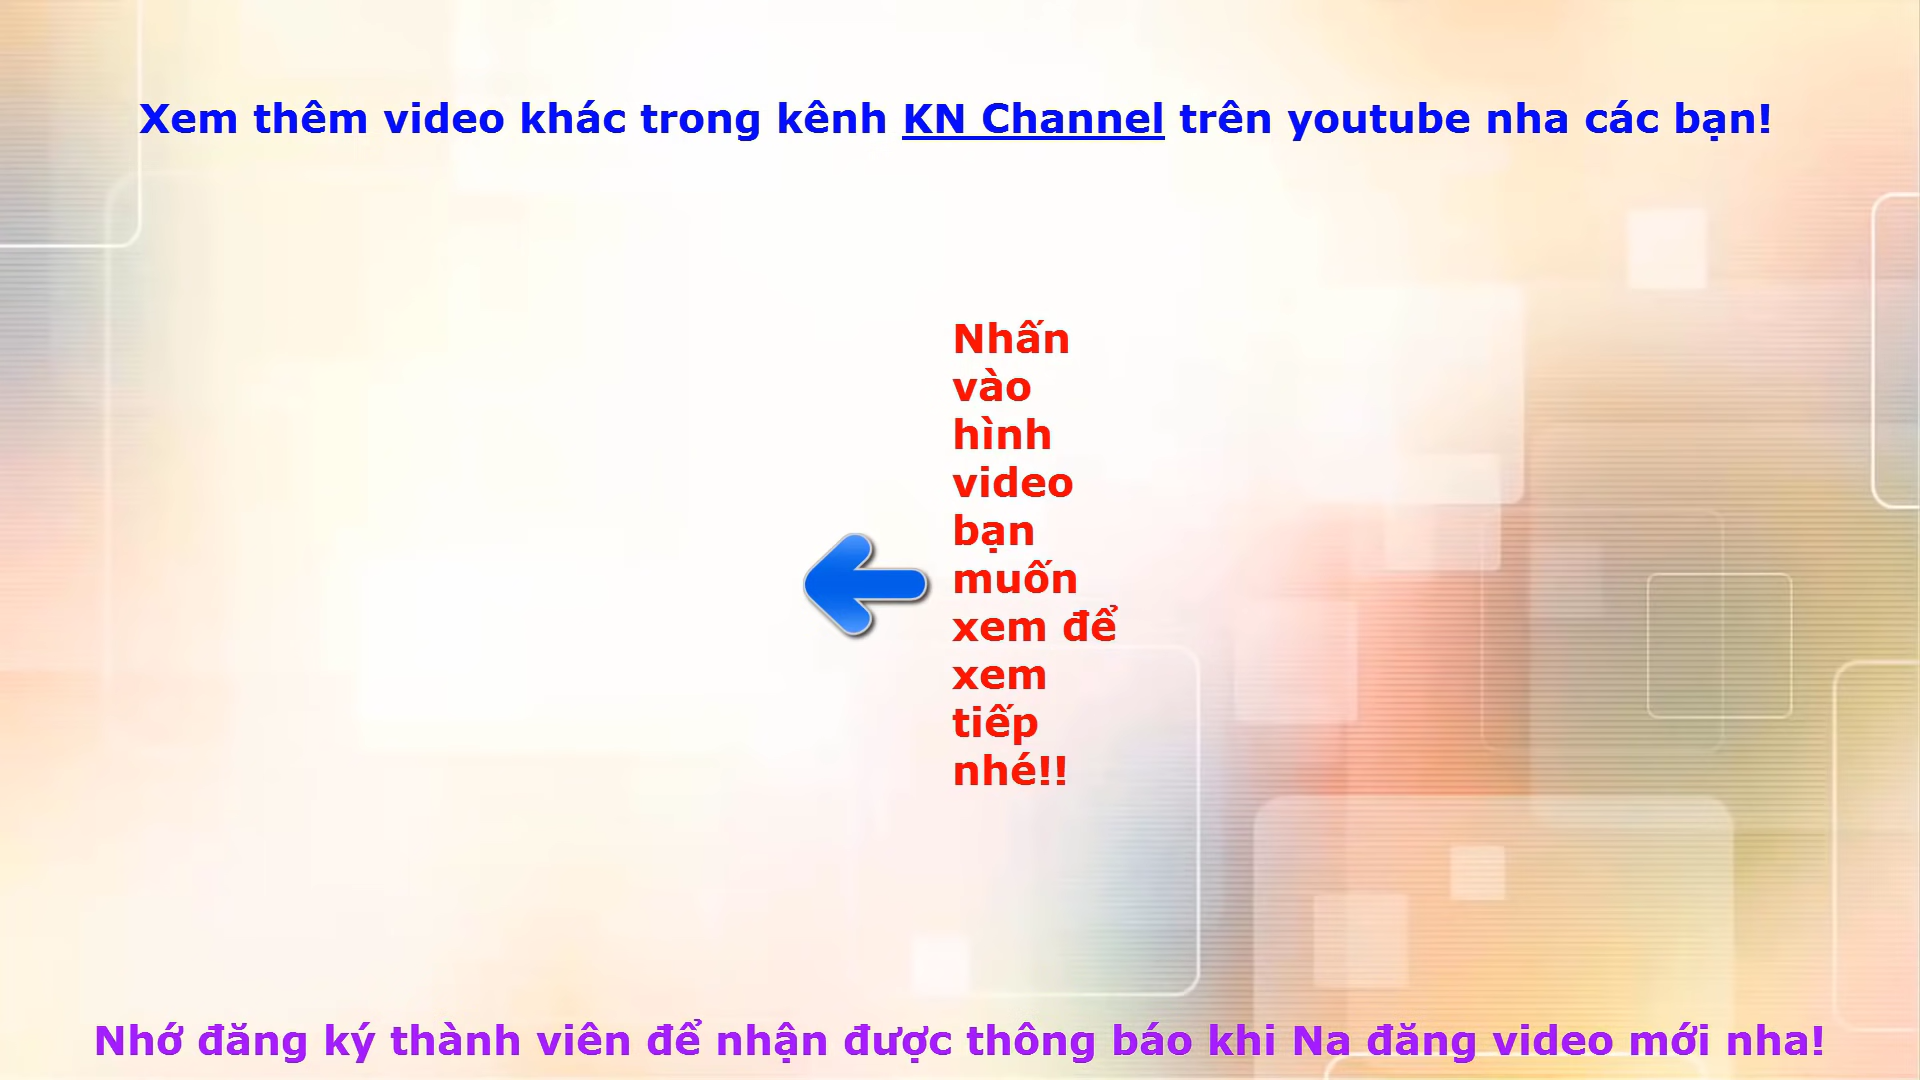 Xem thêm video khác trong kênh KN Channel trên youtube nha các bạn!
Nhấn
vào
hình
video
bạn
muốn
xem để
xem
tiếp
nhé!!
Nhớ đăng ký thành viên để nhận được thông báo khi Na đăng video mới nha!